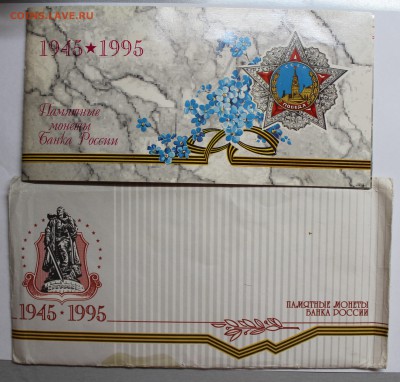 COINS.LAVE.RU
1945★1995
Памятные
монеты
Банка России
ПОБЕДА
1945·1995
ПАМЯТНЫЕ МОНЕТЫ
БАНКА РОССИИ